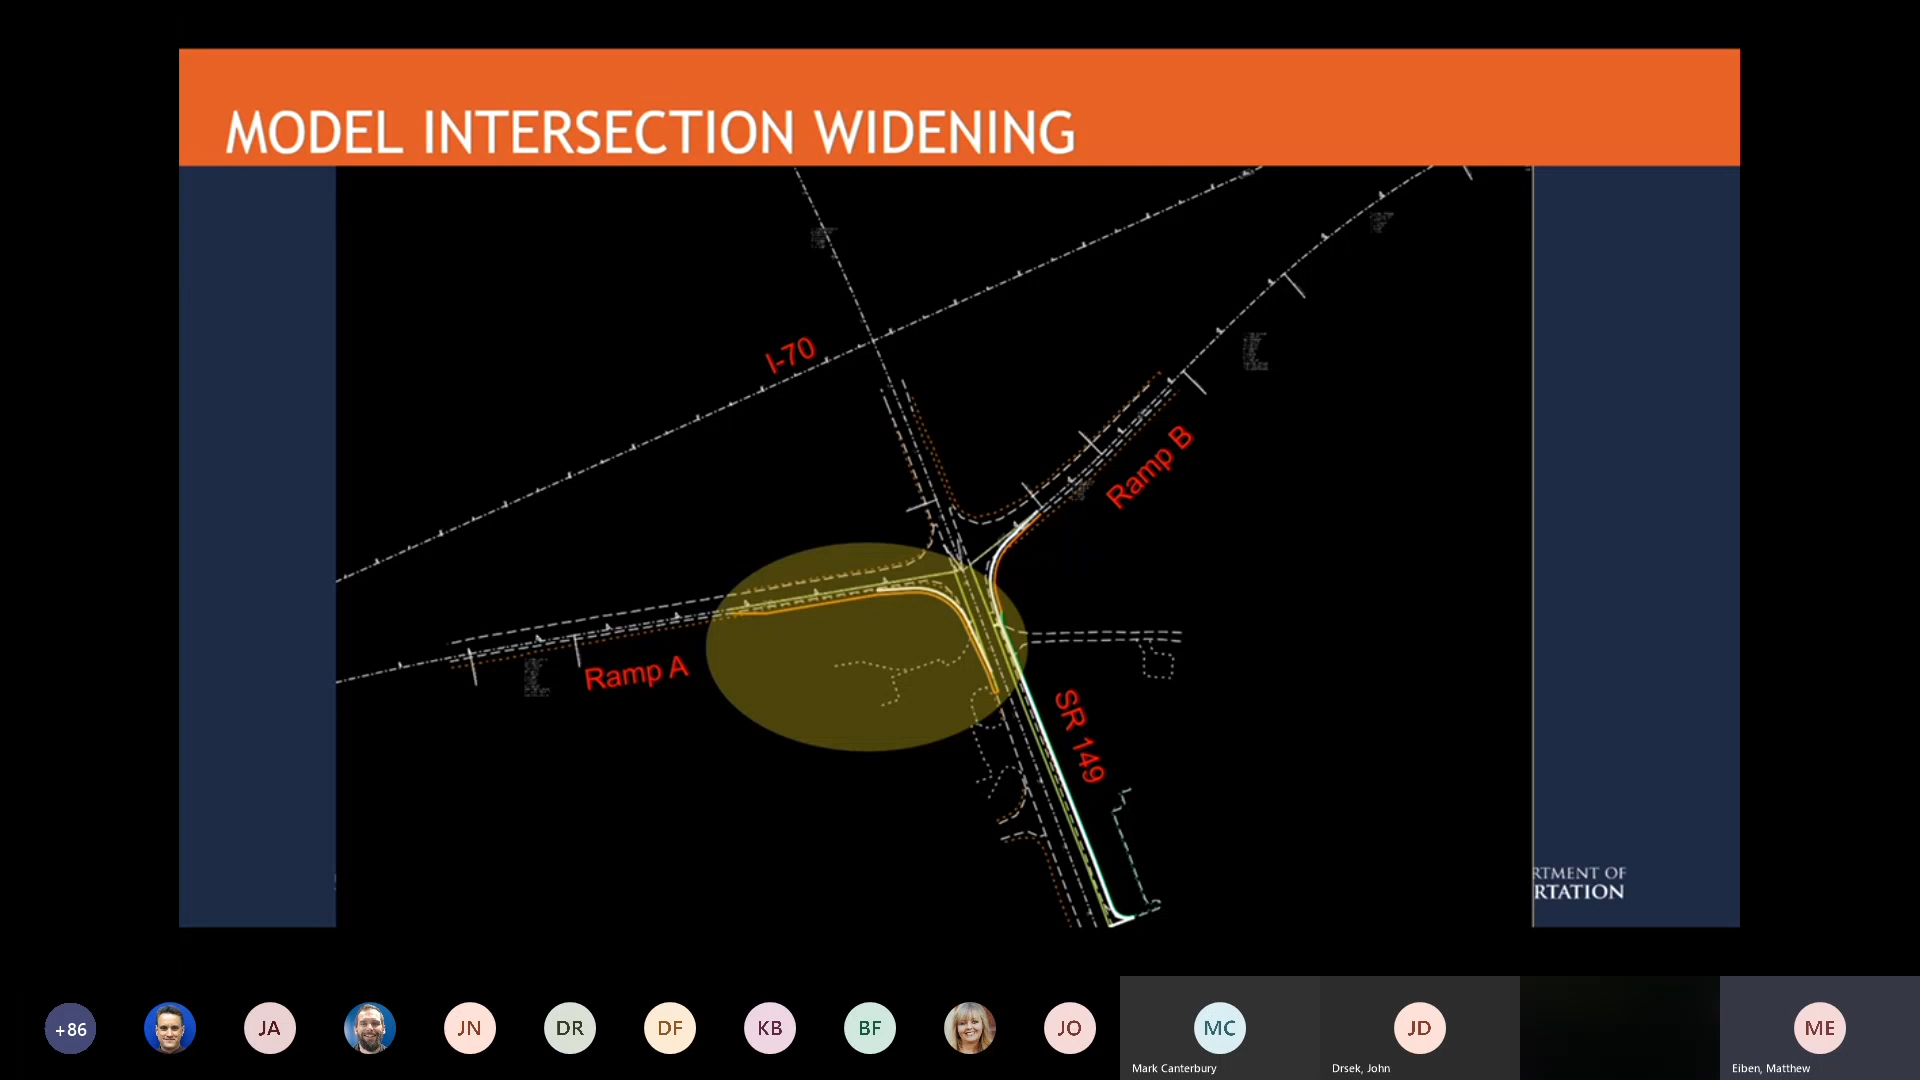 MODEL INTERSECTION WIDENING
I-70
Ramp B
Ramp A
SR 149
RTMENT OF
RTATION
+86
JA
JN
DR
DF
KB
BF
JO
MC
JD
ME
Mark Canterbury
Drsek, John
Eiben, Matthew